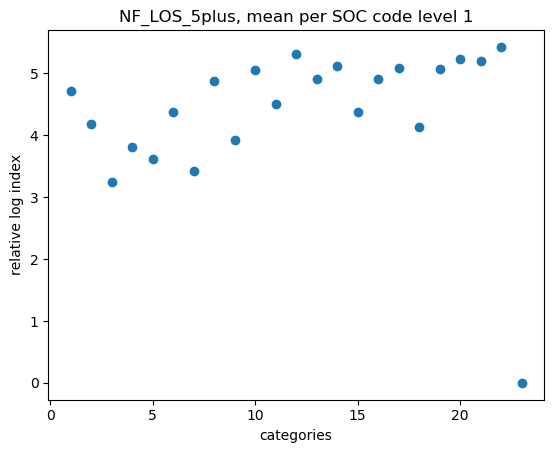 NF_LOS_5plus, mean per SOC code level 1
relative log index
5
4
3
2
1
0
0 5 10 15 20
categories